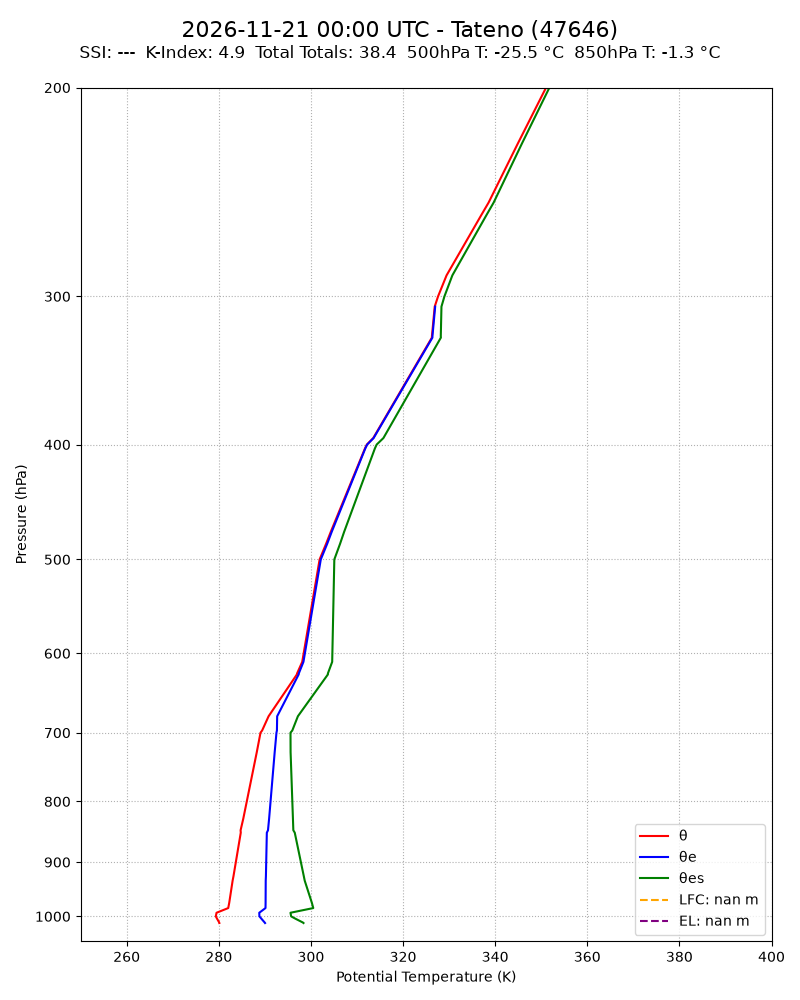 2026-11-21 00:00 UTC - Tateno (47646)
SSI: ---  K-Index: 4.9  Total Totals: 38.4  500hPa T: -25.5 °C  850hPa T: -1.3 °C
200
300
400
500
600
700
800
900
1000
Pressure (hPa)
260 280 300 320 340 360 380 400
Potential Temperature (K)
θ
θe
θes
LFC: nan m
EL: nan m